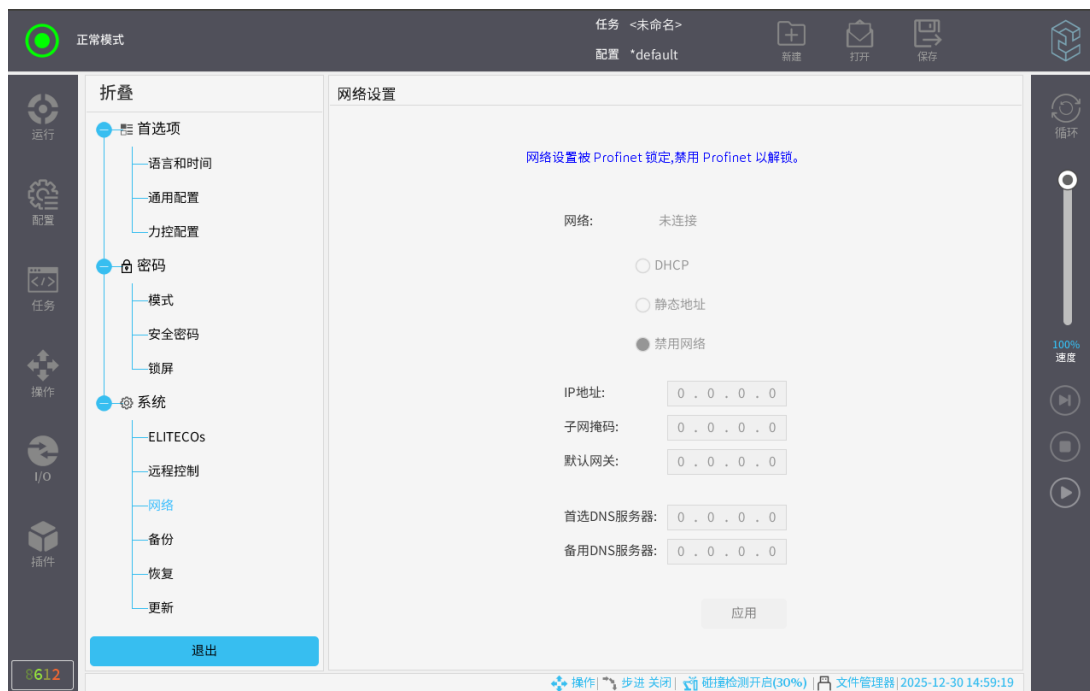 正常模式
任务 <未命名>
配置 *default
新建
打开
保存
运行
配置
任务
操作
I/O
插件
8612
折叠
首选项
语言和时间
通用配置
力控配置
密码
模式
安全密码
锁屏
系统
ELITECOs
远程控制
网络
备份
恢复
更新
退出
网络设置
网络设置被 Profinet 锁定,禁用 Profinet 以解锁。
网络: 未连接
DHCP
静态地址
禁用网络
IP地址: 0 . 0 . 0 . 0
子网掩码: 0 . 0 . 0 . 0
默认网关: 0 . 0 . 0 . 0
首选DNS服务器: 0 . 0 . 0 . 0
备用DNS服务器: 0 . 0 . 0 . 0
应用
循环
100%
速度
操作| 步进 关闭| 碰撞检测开启(30%) | 文件管理器| 2025-12-30 14:59:19